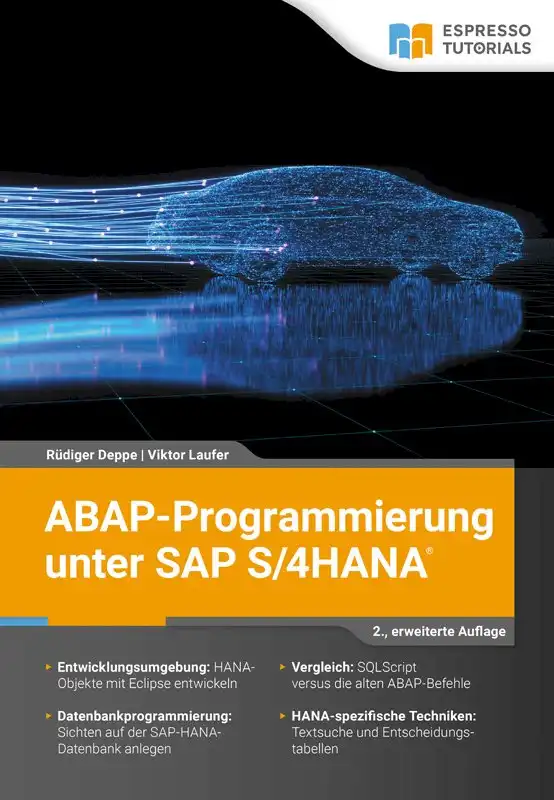 ESPRESSO
TUTORIALS
Rüdiger Deppe | Viktor Laufer
ABAP-Programmierung
unter SAP S/4HANA®
2., erweiterte Auflage
▸ Entwicklungsumgebung: HANA-
Objekte mit Eclipse entwickeln
▸ Datenbankprogrammierung:
Sichten auf der SAP-HANA-
Datenbank anlegen
▸ Vergleich: SQLScript
versus die alten ABAP-Befehle
▸ HANA-spezifische Techniken:
Textsuche und Entscheidungs-
tabellen